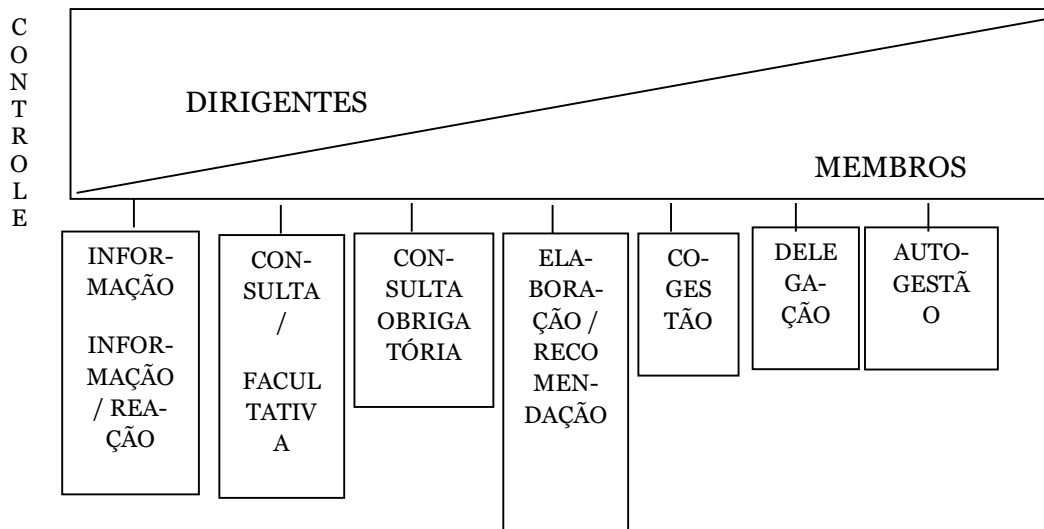 C
O
N
T
R
O
L
E
DIRIGENTES
MEMBROS
INFOR-
MAÇÃO
INFOR-
MAÇÃO
/ REA-
ÇÃO
CON-
SULTA
/
FACUL
TATIV
A
CON-
SULTA
OBRIGA
TÓRIA
ELA-
BORA-
ÇÃO /
RECO
MEN-
DAÇÃO
CO-
GES
TÃO
DELE
GA-
ÇÃO
AUTO-
GESTÃ
O